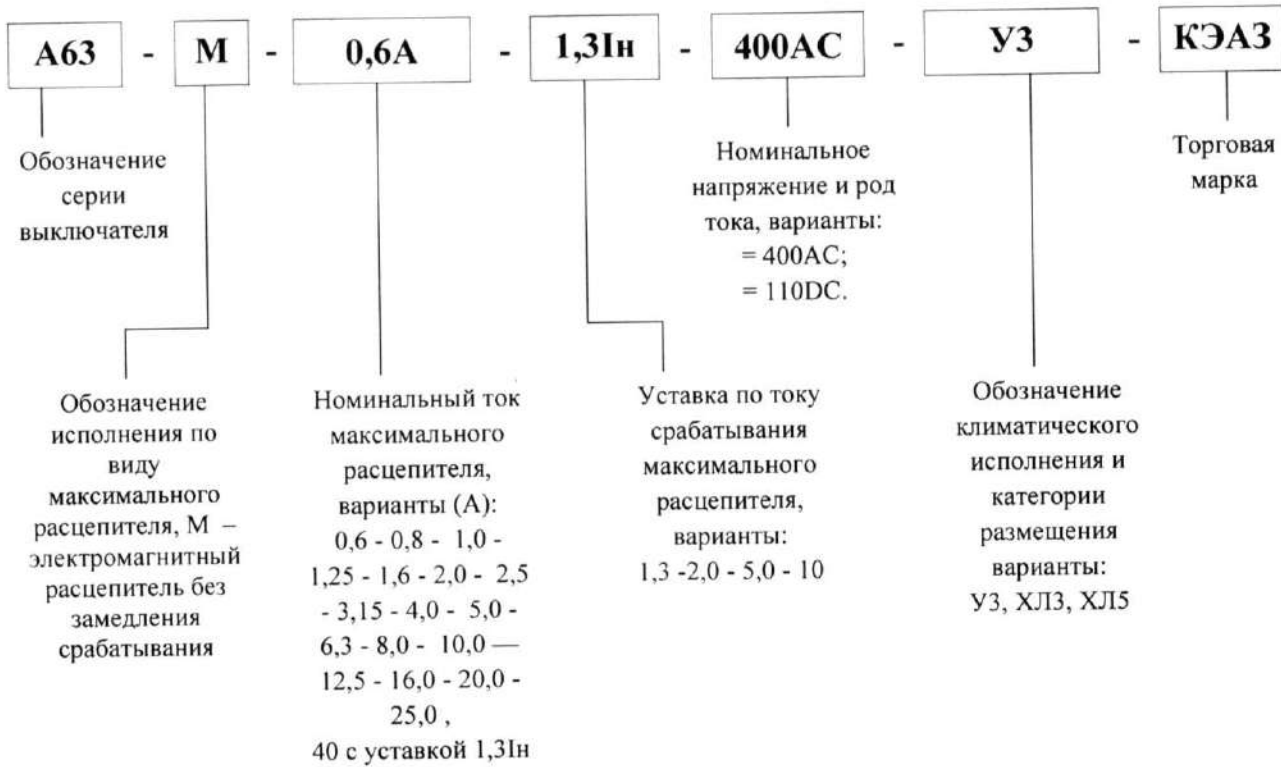 А63 - М - 0,6А - 1,3Iн - 400АС - У3 - КЭАЗ
Обозначение
серии
выключателя
Номинальное
напряжение и род
тока, варианты:
= 400АС;
= 110DC.
Торговая
марка
Обозначение
исполнения по
виду
максимального
расцепителя, М –
электромагнитный
расцепитель без
замедления
срабатывания
Номинальный ток
максимального
расцепителя,
варианты (А):
0,6 - 0,8 - 1,0 -
1,25 - 1,6 - 2,0 - 2,5
- 3,15 - 4,0 - 5,0 -
6,3 - 8,0 - 10,0 —
12,5 - 16,0 - 20,0 -
25,0 ,
40 с уставкой 1,3Iн
Уставка по току
срабатывания
максимального
расцепителя,
варианты:
1,3 -2,0 - 5,0 - 10
Обозначение
климатического
исполнения и
категории
размещения
варианты:
У3, ХЛ3, ХЛ5